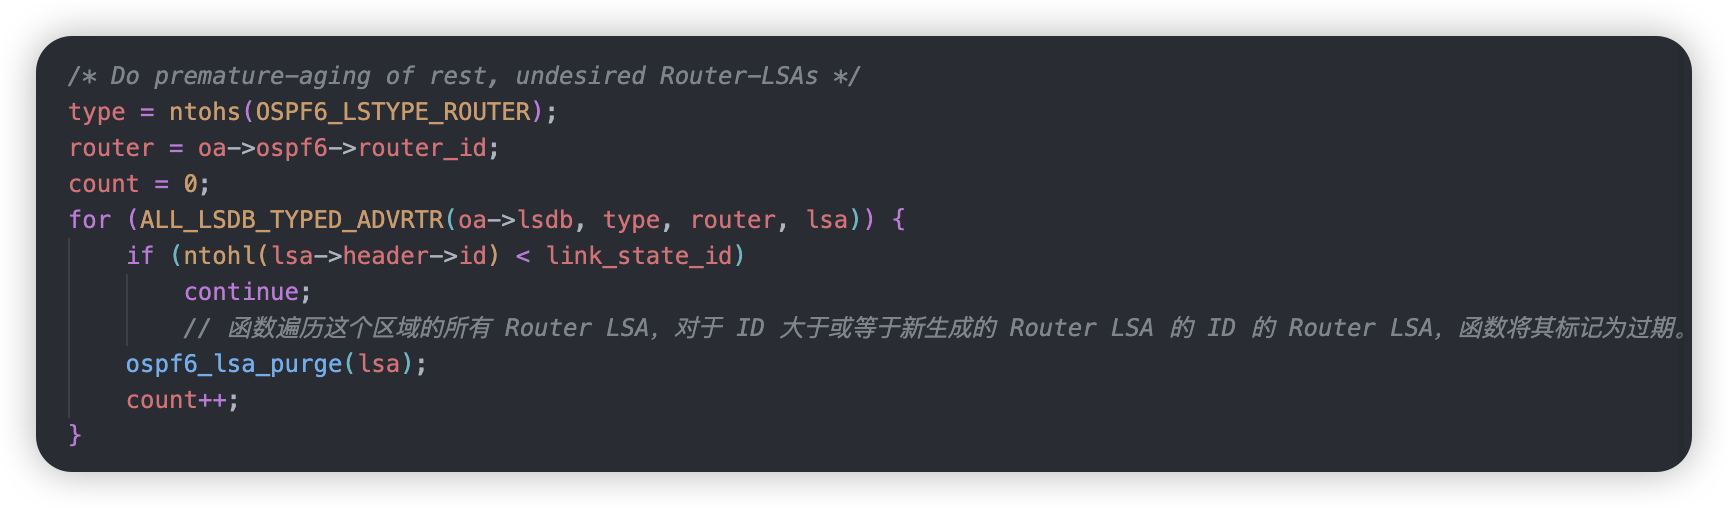 /* Do premature-aging of rest, undesired Router-LSAs */
type = ntohs(OSPF6_LSTYPE_ROUTER);
router = oa->ospf6->router_id;
count = 0;
for (ALL_LSDB_TYPED_ADVRTR(oa->lsdb, type, router, lsa)) {
    if (ntohl(lsa->header->id) < link_state_id)
        continue;
        // 函数遍历这个区域的所有 Router LSA，对于 ID 大于或等于新生成的 Router LSA 的 ID 的 Router LSA，函数将其标记为过期。
    ospf6_lsa_purge(lsa);
    count++;
}